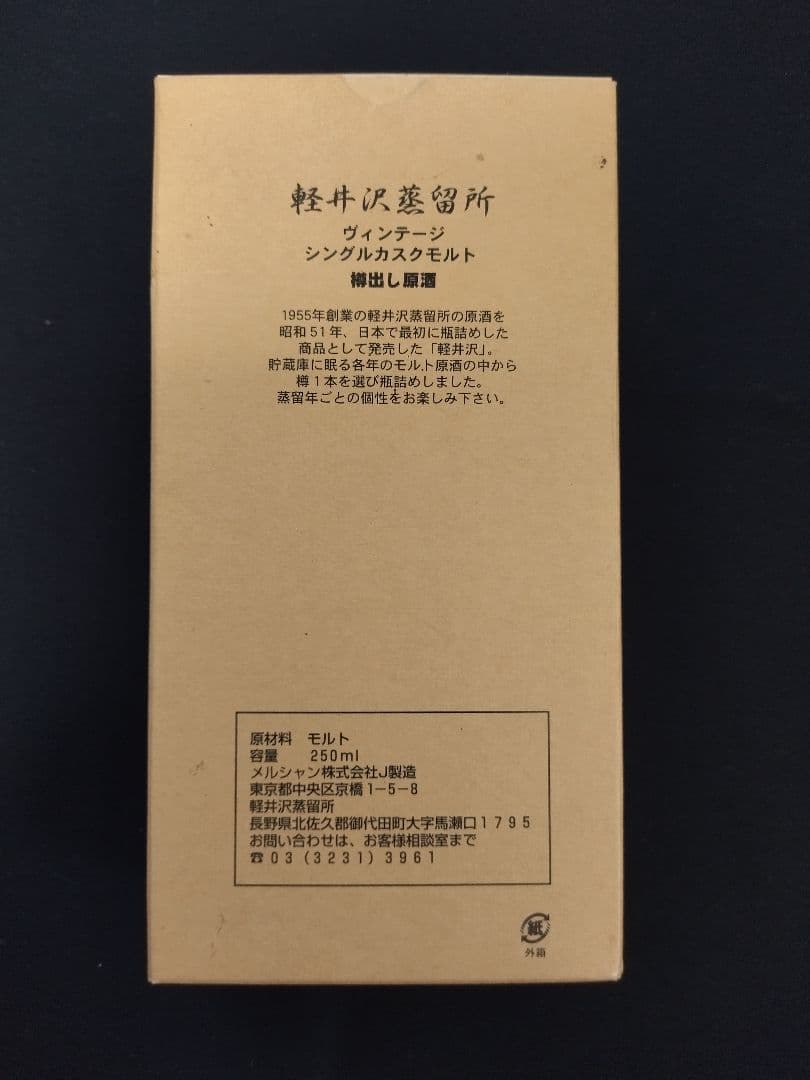 軽井沢蒸留所
ヴィンテージ
シングルカスクモルト
樽出し原酒
1955年創業の軽井沢蒸留所の原酒を
昭和51年、日本で最初に瓶詰めした
商品として発売した「軽井沢」。
貯蔵庫に眠る各年のモルト原酒の中から
樽1本を選び瓶詰めしました。
蒸留年ごとの個性をお楽しみ下さい。
原材料 モルト
容量 250ml
メルシャン株式会社J製造
東京都中央区京橋1-5-8
軽井沢蒸留所
長野県北佐久郡御代田町大字馬瀬口1795
お問い合わせは、お客様相談室まで
☎03(3231)3961
紙
外箱